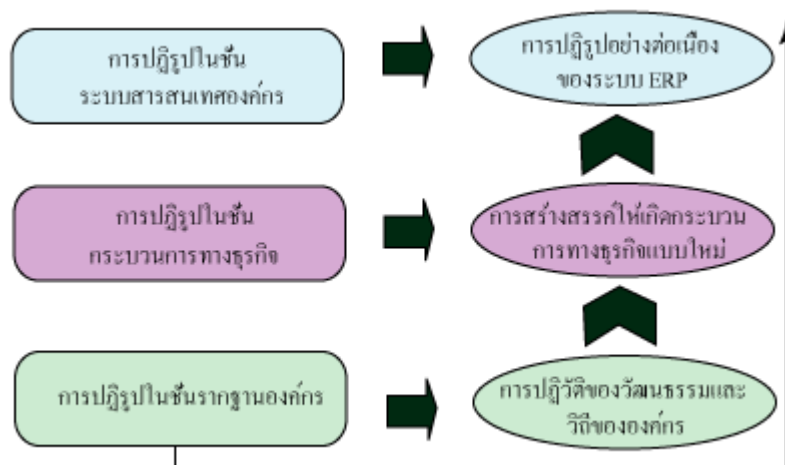 การปฏิรูปในชั้น
ระบบสารสนเทศองค์กร
การปฏิรูปอย่างต่อเนื่อง
ของระบบ ERP
การปฏิรูปในชั้น
กระบวนการทางธุรกิจ
การสร้างสรรค์ให้เกิดกระบวน
การทางธุรกิจแบบใหม่
การปฏิรูปในชั้นรากฐานองค์กร
การปฏิวัติของวัฒนธรรมและ
วิถีขององค์กร